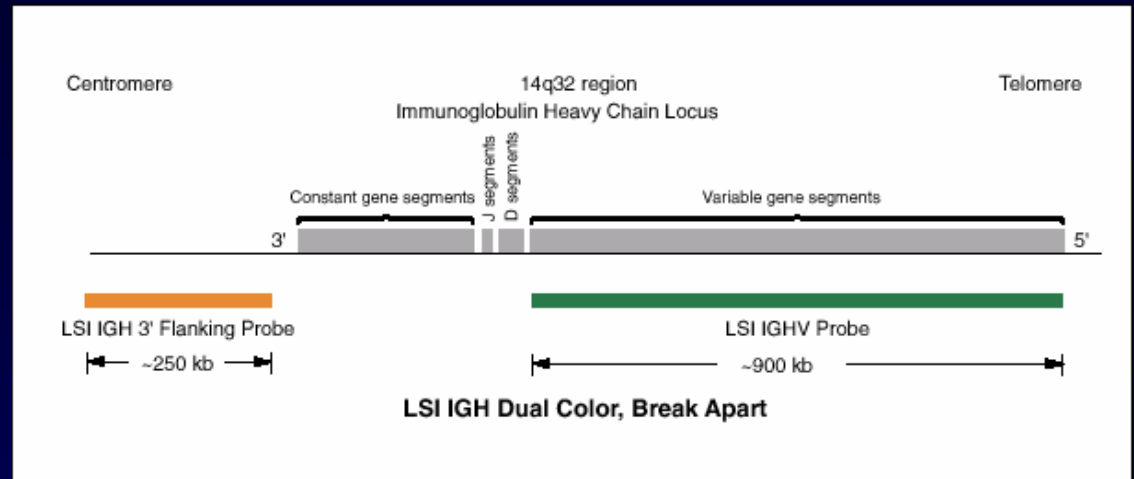 Centromere
14q32 region
Telomere
Immunoglobulin Heavy Chain Locus
Constant gene segments
J segments
D segments
Variable gene segments
3'
5'
LSI IGH 3' Flanking Probe
LSI IGHV Probe
~250 kb
~900 kb
LSI IGH Dual Color, Break Apart